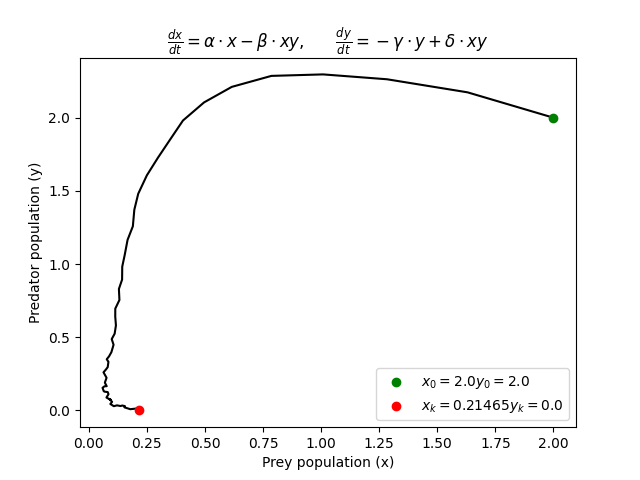 dx/dt = α · x − β · xy,   dy/dt = −γ · y + δ · xy
Predator population (y)
2.0
1.5
1.0
0.5
0.0
x₀ = 2.0y₀ = 2.0
xₖ = 0.21465yₖ = 0.0
0.00 0.25 0.50 0.75 1.00 1.25 1.50 1.75 2.00
Prey population (x)